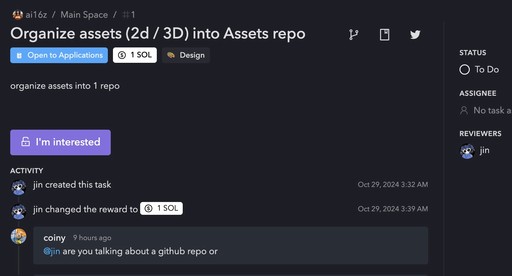 ai16z / Main Space / #1
Organize assets (2d / 3D) into Assets repo
Open to Applications 1 SOL Design
organize assets into 1 repo
I'm interested
ACTIVITY
jin created this task Oct 29, 2024 3:32 AM
jin changed the reward to 1 SOL Oct 29, 2024 3:39 AM
coiny 9 hours ago
@jin are you talking about a github repo or
STATUS
To Do
ASSIGNEE
No task a
REVIEWERS
jin